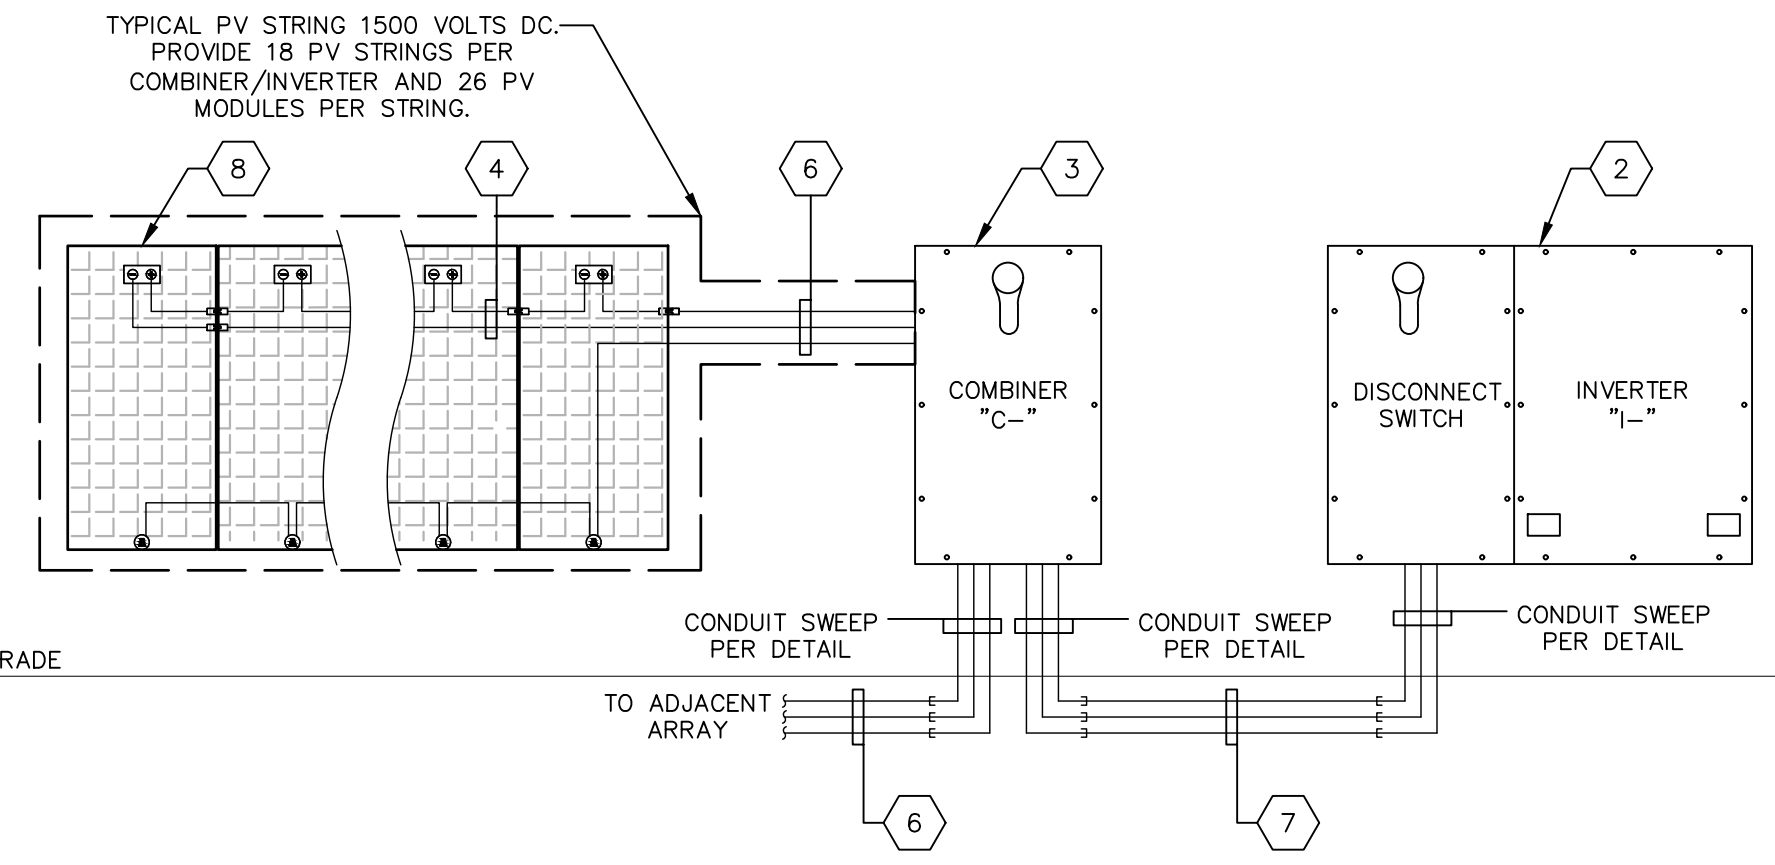 TYPICAL PV STRING 1500 VOLTS DC.
PROVIDE 18 PV STRINGS PER
COMBINER/INVERTER AND 26 PV
MODULES PER STRING.
8
4
6
3
2
COMBINER
"C-"
DISCONNECT
SWITCH
INVERTER
"I-"
CONDUIT SWEEP
PER DETAIL
CONDUIT SWEEP
PER DETAIL
CONDUIT SWEEP
PER DETAIL
RADE
TO ADJACENT
ARRAY
6
7